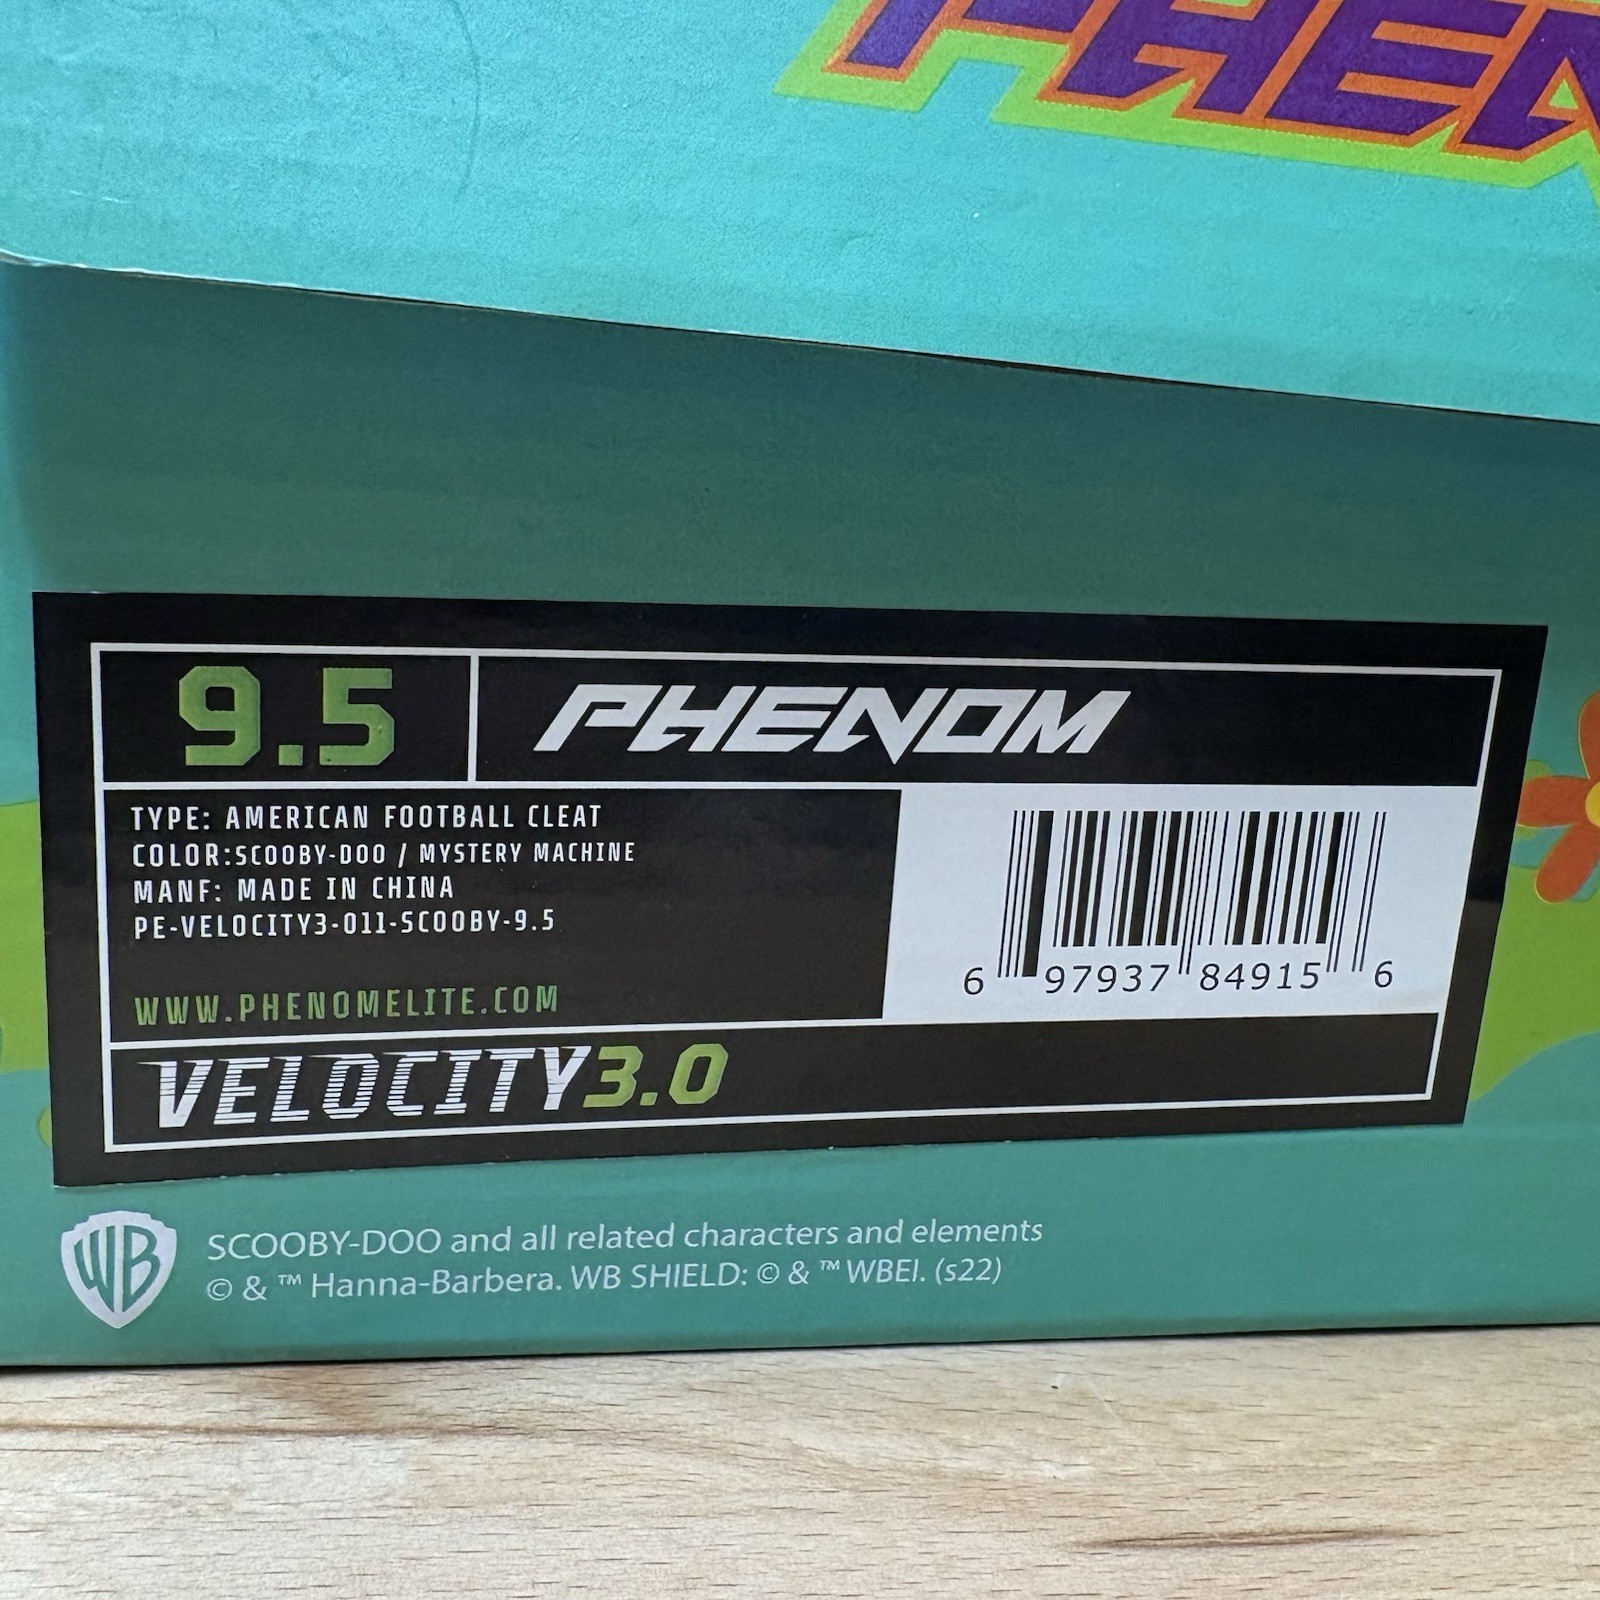 PHEN
9.5
PHENOM
TYPE: AMERICAN FOOTBALL CLEAT
COLOR:SCOOBY-DOO / MYSTERY MACHINE
MANF: MADE IN CHINA
PE-VELOCITY3-011-SCOOBY-9.5
WWW.PHENOMELITE.COM
6 97937 84915 6
VELOCITY3.0
WB
SCOOBY-DOO and all related characters and elements
© & ™ Hanna-Barbera. WB SHIELD: © & ™ WBEI. (s22)